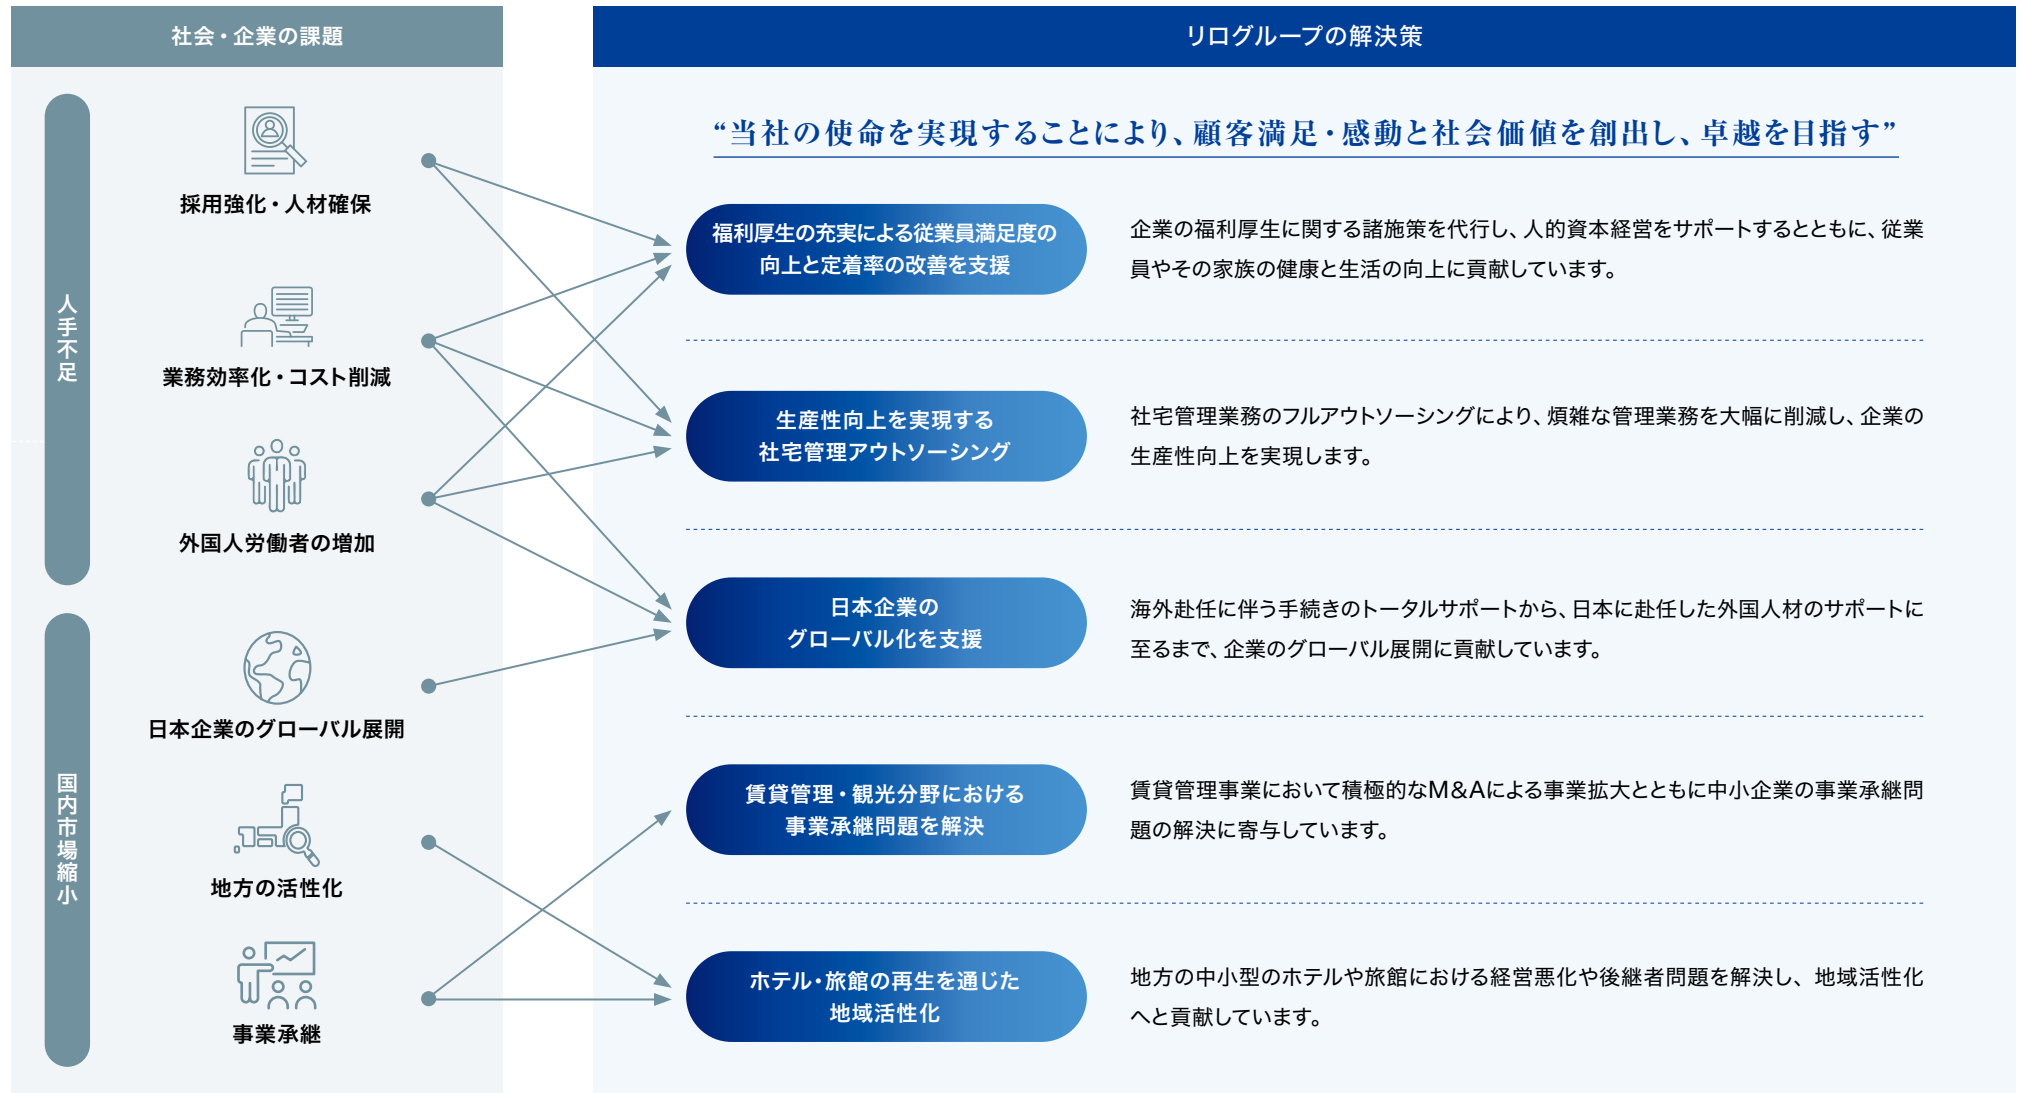 社会・企業の課題
人手不足
採用強化・人材確保
業務効率化・コスト削減
外国人労働者の増加
国内市場縮小
日本企業のグローバル展開
地方の活性化
事業承継
リログループの解決策
“当社の使命を実現することにより、顧客満足・感動と社会価値を創出し、卓越を目指す”
福利厚生の充実による従業員満足度の
向上と定着率の改善を支援
企業の福利厚生に関する諸施策を代行し、人的資本経営をサポートするとともに、従業
員やその家族の健康と生活の向上に貢献しています。
生産性向上を実現する
社宅管理アウトソーシング
社宅管理業務のフルアウトソーシングにより、煩雑な管理業務を大幅に削減し、企業の
生産性向上を実現します。
日本企業の
グローバル化を支援
海外赴任に伴う手続きのトータルサポートから、日本に赴任した外国人材のサポートに
至るまで、企業のグローバル展開に貢献しています。
賃貸管理・観光分野における
事業承継問題を解決
賃貸管理事業において積極的なM&Aによる事業拡大とともに中小企業の事業承継問
題の解決に寄与しています。
ホテル・旅館の再生を通じた
地域活性化
地方の中小型のホテルや旅館における経営悪化や後継者問題を解決し、地域活性化
へと貢献しています。